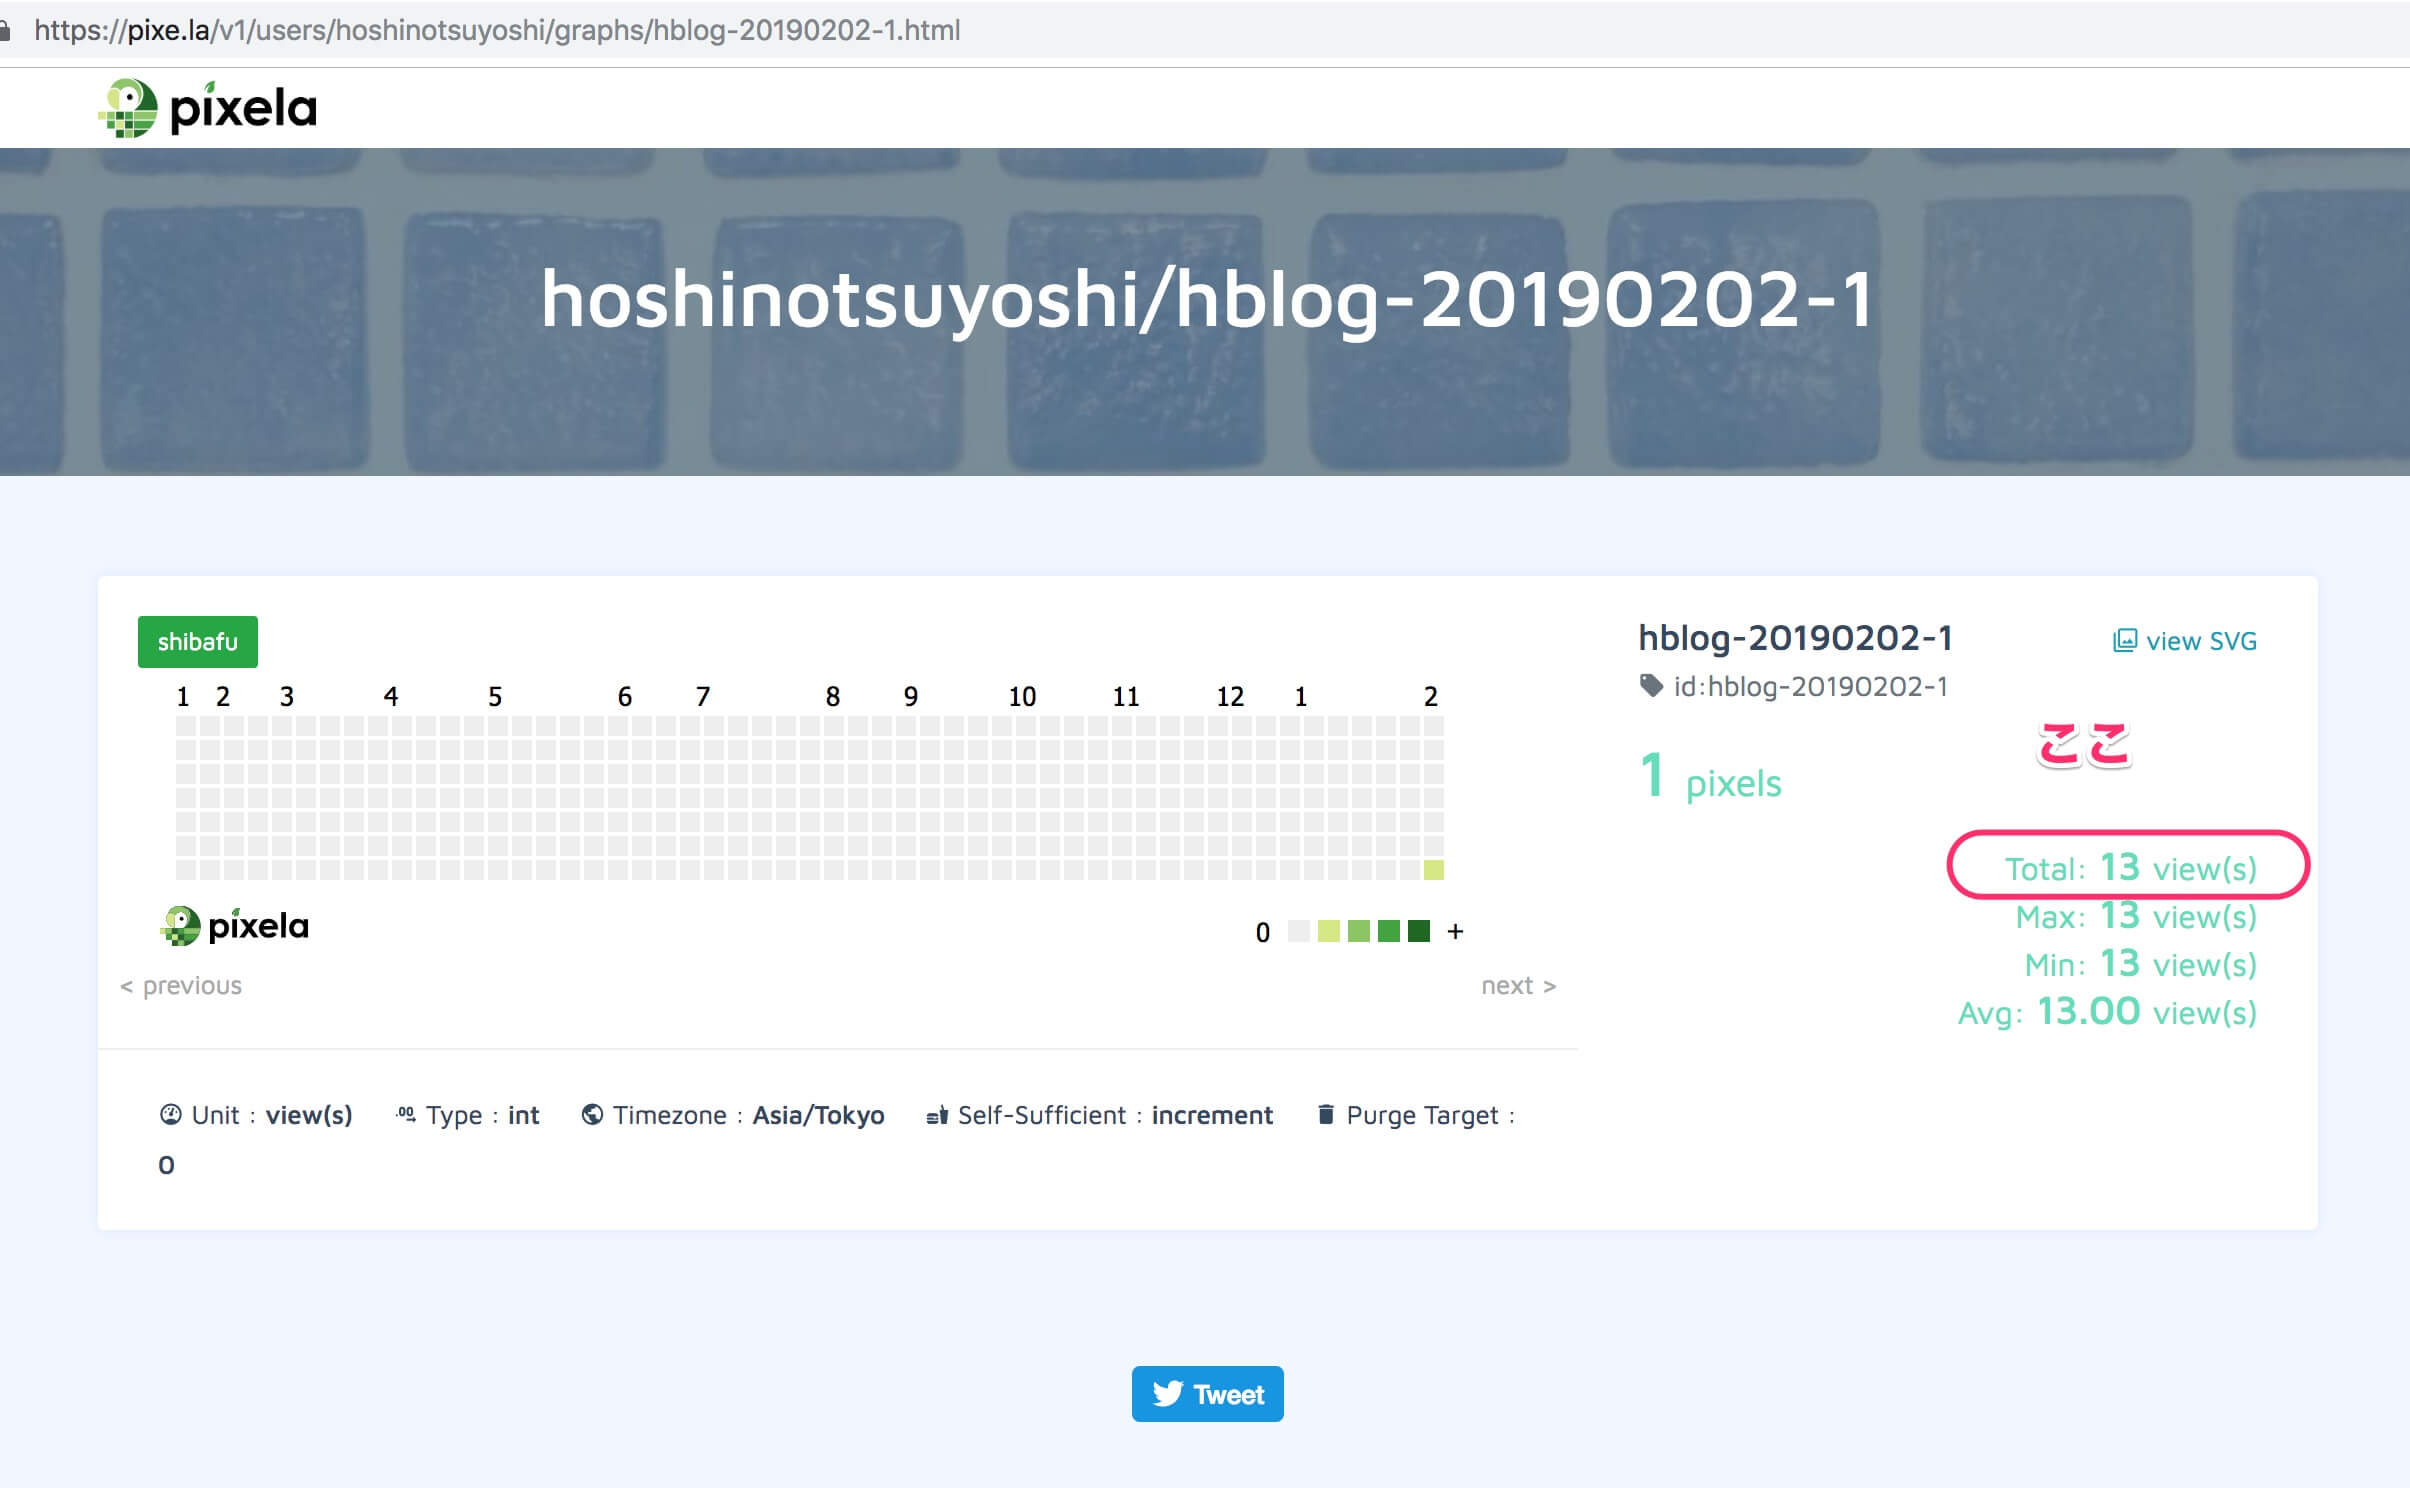 https://pixe.la/v1/users/hoshinotsuyoshi/graphs/hblog-20190202-1.html
pixela
hoshinotsuyoshi/hblog-20190202-1
shibafu
1 2 3 4 5 6 7 8 9 10 11 12 1 2
pixela
0 +
< previous
next >
Unit : view(s) .00 Type : int Timezone : Asia/Tokyo Self-Sufficient : increment Purge Target :
0
hblog-20190202-1
view SVG
id:hblog-20190202-1
ここ
1 pixels
Total: 13 view(s)
Max: 13 view(s)
Min: 13 view(s)
Avg: 13.00 view(s)
Tweet